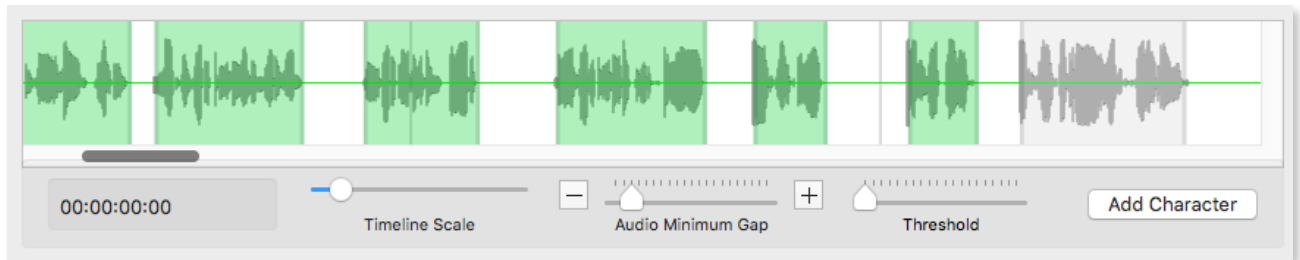 00:00:00:00
Timeline Scale
−
Audio Minimum Gap
+
Threshold
Add Character